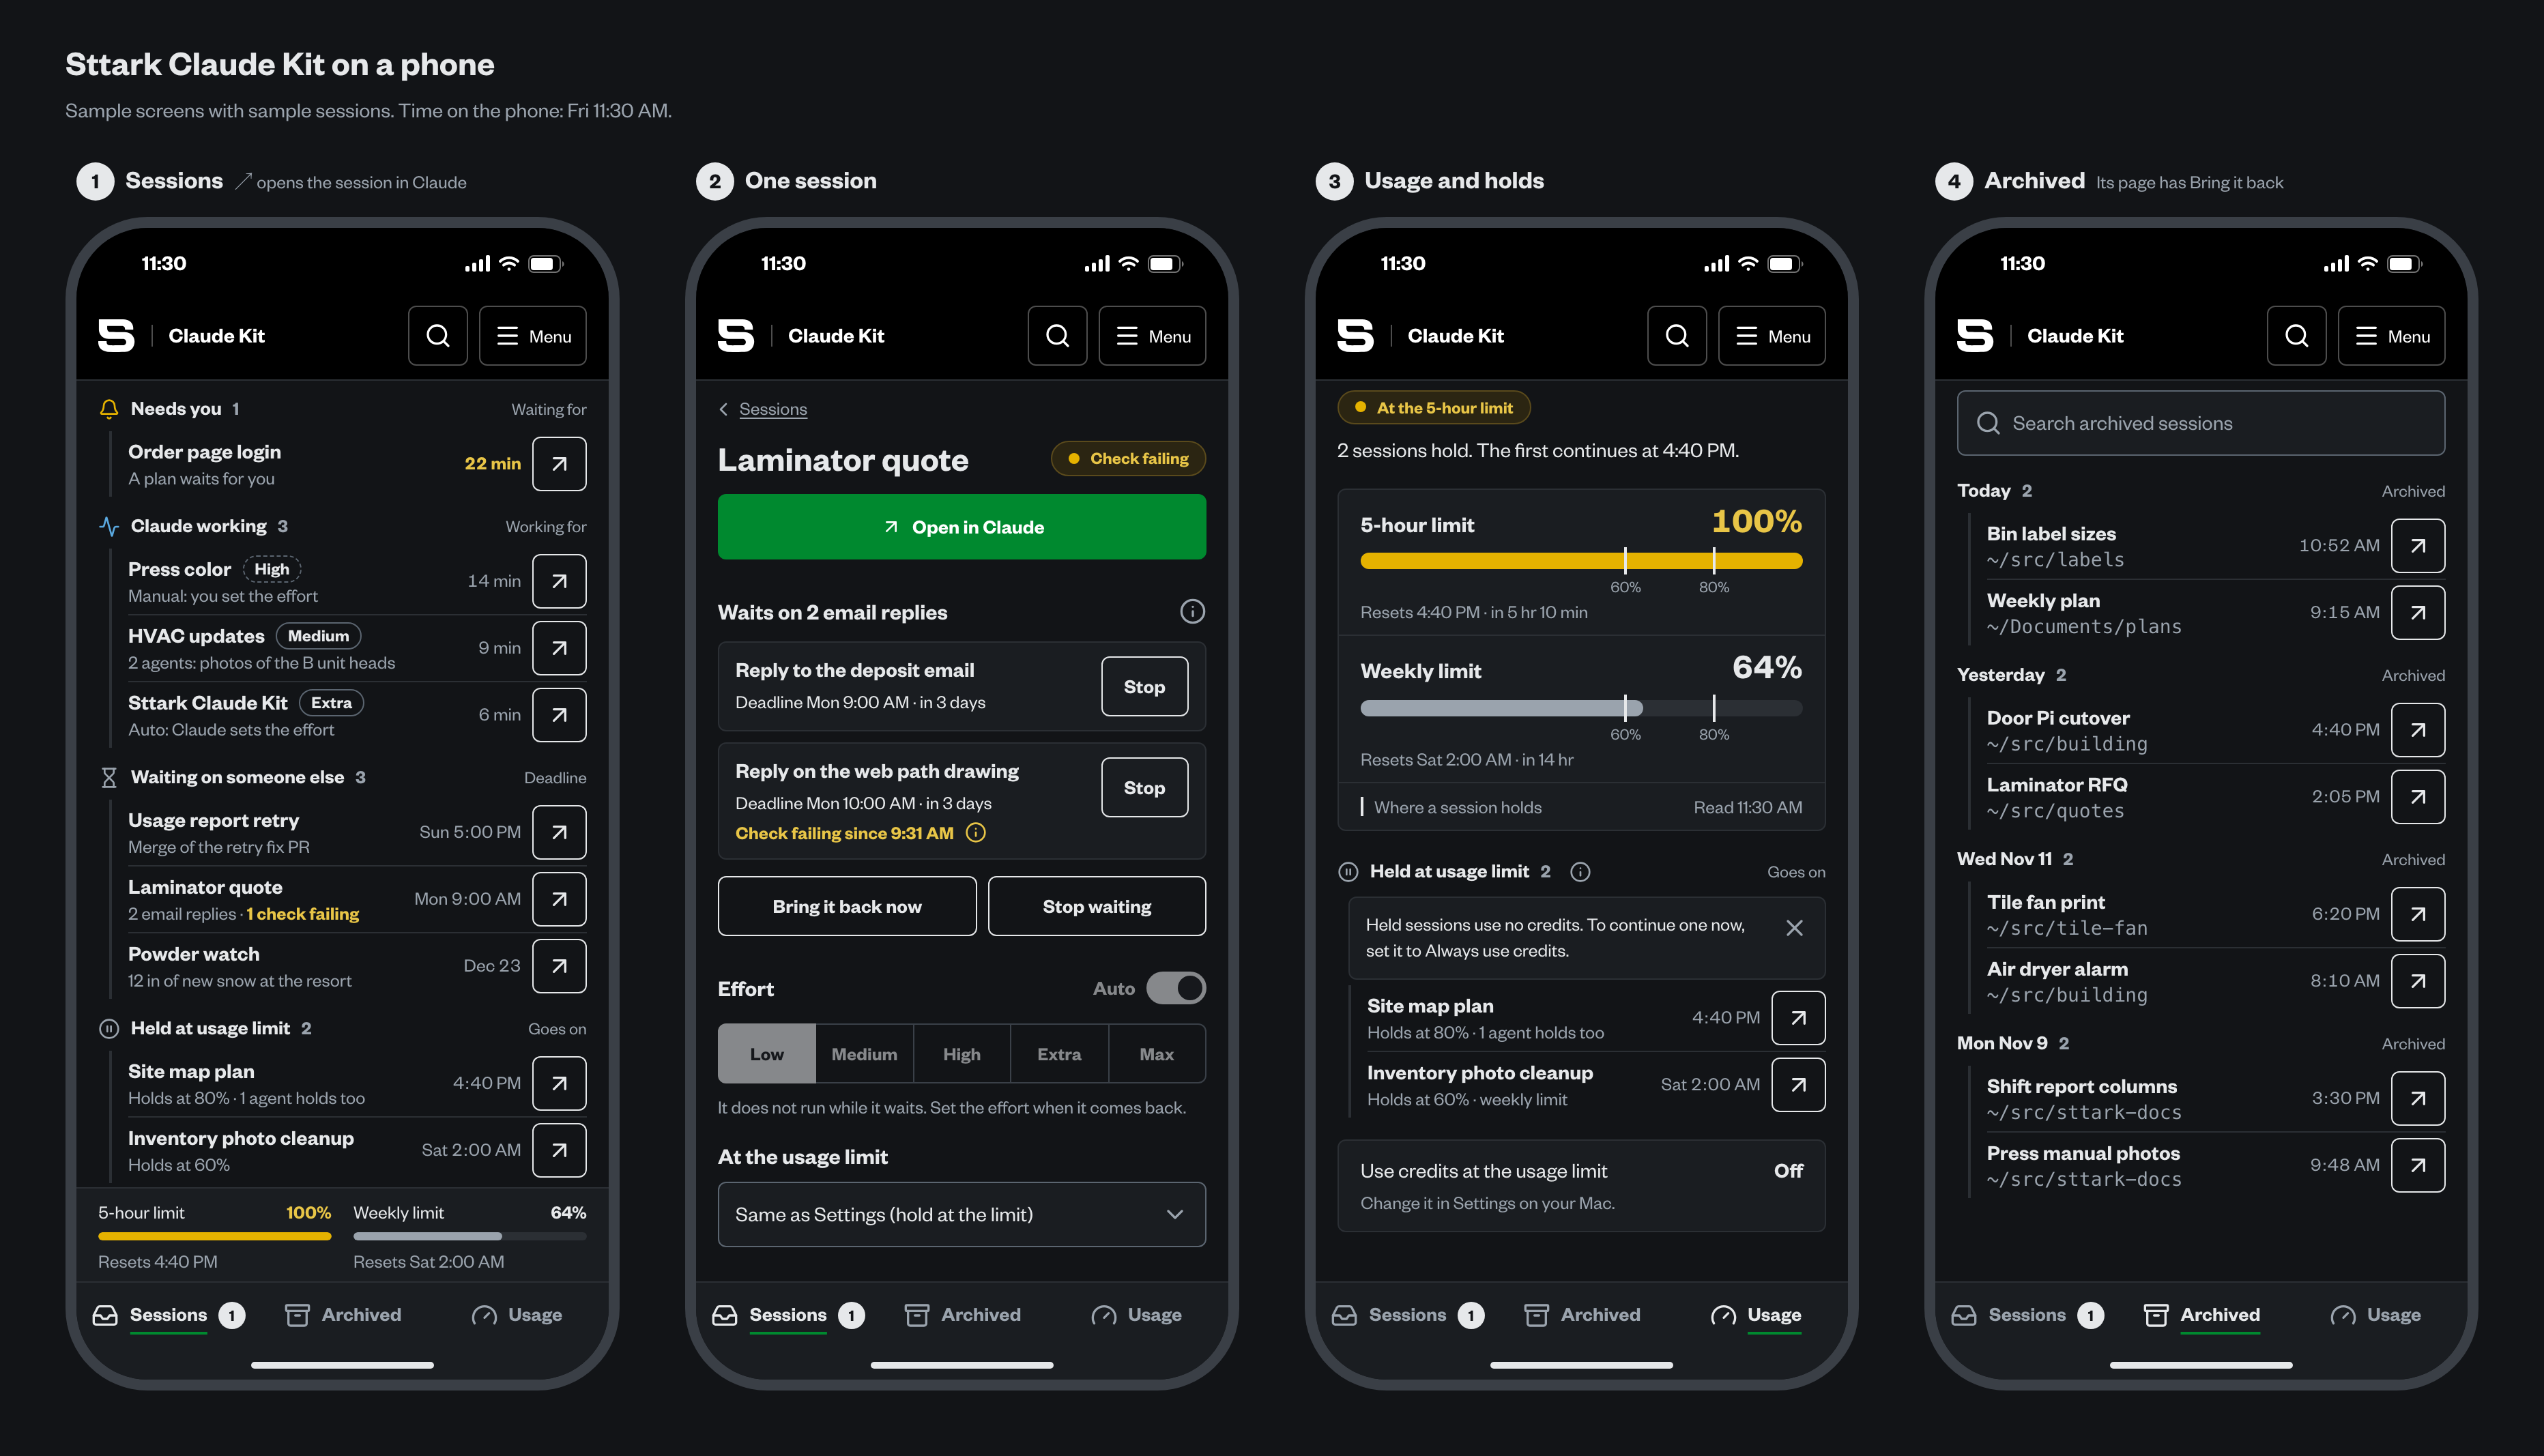 Sttark Claude Kit on a phone
Sample screens with sample sessions. Time on the phone: Fri 11:30 AM.
1 Sessions ↗ opens the session in Claude
11:30
S | Claude Kit Menu
Needs you 1 Waiting for
Order page login 22 min
A plan waits for you
Claude working 3 Working for
Press color High 14 min
Manual: you set the effort
HVAC updates Medium 9 min
2 agents: photos of the B unit heads
Sttark Claude Kit Extra 6 min
Auto: Claude sets the effort
Waiting on someone else 3 Deadline
Usage report retry Sun 5:00 PM
Merge of the retry fix PR
Laminator quote Mon 9:00 AM
2 email replies · 1 check failing
Powder watch Dec 23
12 in of new snow at the resort
Held at usage limit 2 Goes on
Site map plan 4:40 PM
Holds at 80% · 1 agent holds too
Inventory photo cleanup Sat 2:00 AM
Holds at 60%
5-hour limit 100% Weekly limit 64%
Resets 4:40 PM Resets Sat 2:00 AM
Sessions 1 Archived Usage
2 One session
11:30
S | Claude Kit Menu
Sessions
Laminator quote Check failing
Open in Claude
Waits on 2 email replies
Reply to the deposit email Stop
Deadline Mon 9:00 AM · in 3 days
Reply on the web path drawing Stop
Deadline Mon 10:00 AM · in 3 days
Check failing since 9:31 AM
Bring it back now Stop waiting
Effort Auto
Low Medium High Extra Max
It does not run while it waits. Set the effort when it comes back.
At the usage limit
Same as Settings (hold at the limit)
Sessions 1 Archived Usage
3 Usage and holds
11:30
S | Claude Kit Menu
At the 5-hour limit
2 sessions hold. The first continues at 4:40 PM.
5-hour limit 100%
60% 80%
Resets 4:40 PM · in 5 hr 10 min
Weekly limit 64%
60% 80%
Resets Sat 2:00 AM · in 14 hr
Where a session holds Read 11:30 AM
Held at usage limit 2 Goes on
Held sessions use no credits. To continue one now,
set it to Always use credits.
Site map plan 4:40 PM
Holds at 80% · 1 agent holds too
Inventory photo cleanup Sat 2:00 AM
Holds at 60% · weekly limit
Use credits at the usage limit Off
Change it in Settings on your Mac.
Sessions 1 Archived Usage
4 Archived Its page has Bring it back
11:30
S | Claude Kit Menu
Search archived sessions
Today 2 Archived
Bin label sizes 10:52 AM
~/src/labels
Weekly plan 9:15 AM
~/Documents/plans
Yesterday 2 Archived
Door Pi cutover 4:40 PM
~/src/building
Laminator RFQ 2:05 PM
~/src/quotes
Wed Nov 11 2 Archived
Tile fan print 6:20 PM
~/src/tile-fan
Air dryer alarm 8:10 AM
~/src/building
Mon Nov 9 2 Archived
Shift report columns 3:30 PM
~/src/sttark-docs
Press manual photos 9:48 AM
~/src/sttark-docs
Sessions 1 Archived Usage